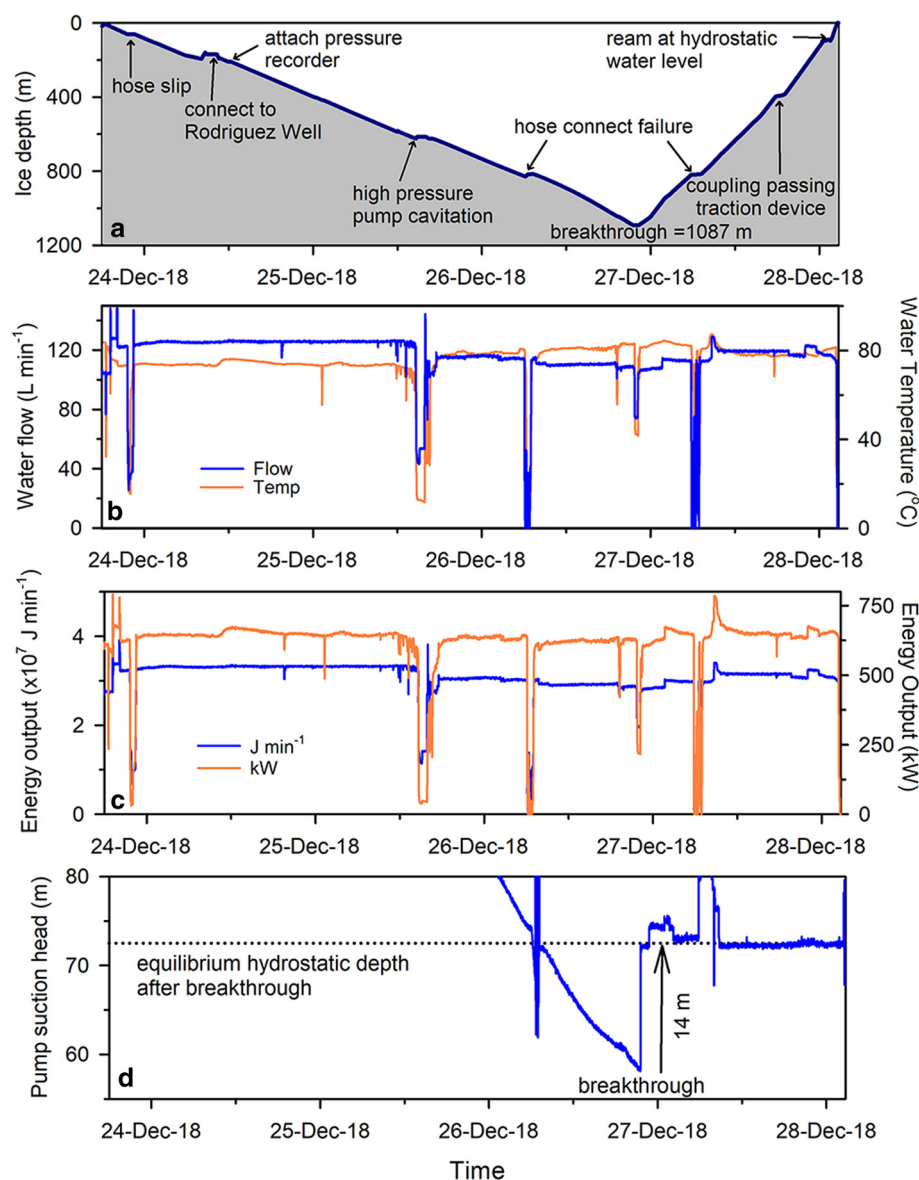 0
400
800
1200
Ice depth (m)
hose slip
connect to
Rodriguez Well
attach pressure
recorder
high pressure
pump cavitation
hose connect failure
breakthrough =1087 m
ream at hydrostatic
water level
coupling passing
traction device
a
24-Dec-18 25-Dec-18 26-Dec-18 27-Dec-18 28-Dec-18
120
80
40
0
Water flow (L min-1)
80
40
0
Water Temperature (oC)
Flow
Temp
b
24-Dec-18 25-Dec-18 26-Dec-18 27-Dec-18 28-Dec-18
4
2
0
Energy output (x10⁷ J min-1)
750
500
250
0
Energy Output (kW)
J min-1
kW
c
24-Dec-18 25-Dec-18 26-Dec-18 27-Dec-18 28-Dec-18
80
70
60
Pump suction head (m)
equilibrium hydrostatic depth
after breakthrough
14 m
breakthrough
d
24-Dec-18 25-Dec-18 26-Dec-18 27-Dec-18 28-Dec-18
Time